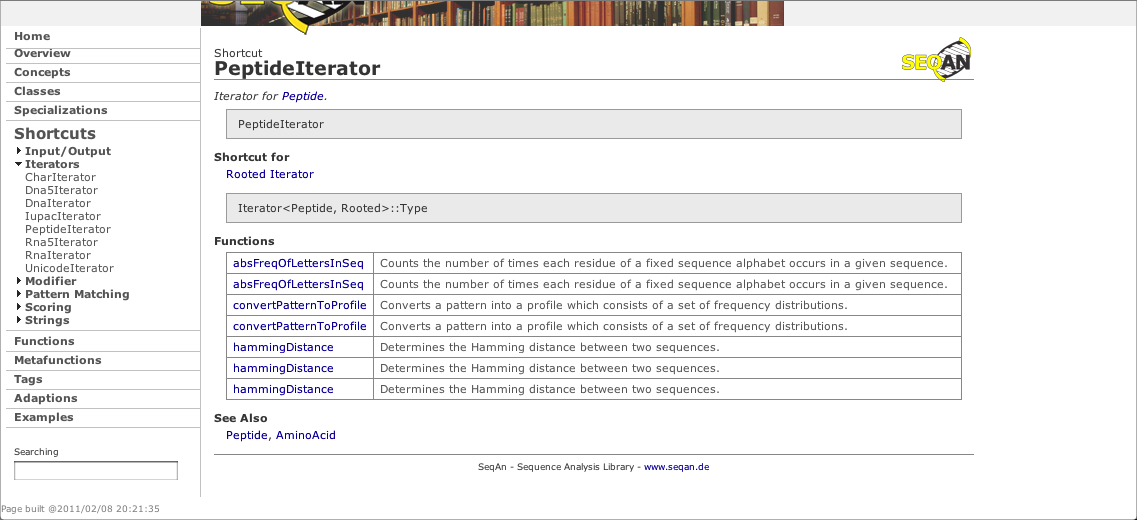 Home
Overview
Concepts
Classes
Specializations
Shortcuts
Input/Output
Iterators
CharIterator
Dna5Iterator
DnaIterator
IupacIterator
PeptideIterator
Rna5Iterator
RnaIterator
UnicodeIterator
Modifier
Pattern Matching
Scoring
Strings
Functions
Metafunctions
Tags
Adaptions
Examples
Searching
Page built @2011/02/08 20:21:35
Shortcut
PeptideIterator
SEQAN
Iterator for Peptide.
PeptideIterator
Shortcut for
Rooted Iterator
Iterator<Peptide, Rooted>::Type
Functions
absFreqOfLettersInSeq Counts the number of times each residue of a fixed sequence alphabet occurs in a given sequence.
absFreqOfLettersInSeq Counts the number of times each residue of a fixed sequence alphabet occurs in a given sequence.
convertPatternToProfile Converts a pattern into a profile which consists of a set of frequency distributions.
convertPatternToProfile Converts a pattern into a profile which consists of a set of frequency distributions.
hammingDistance Determines the Hamming distance between two sequences.
hammingDistance Determines the Hamming distance between two sequences.
hammingDistance Determines the Hamming distance between two sequences.
See Also
Peptide, AminoAcid
SeqAn - Sequence Analysis Library - www.seqan.de